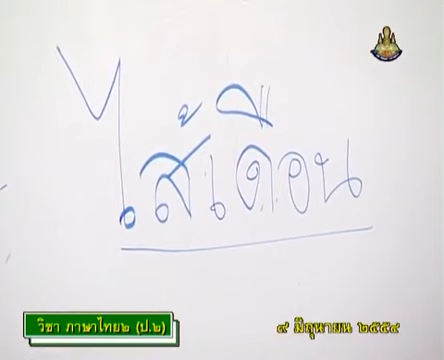 ไส้เดือน
วิชา ภาษาไทย๒ (ป.๒)
๙ มิถุนายน ๒๕๕๔